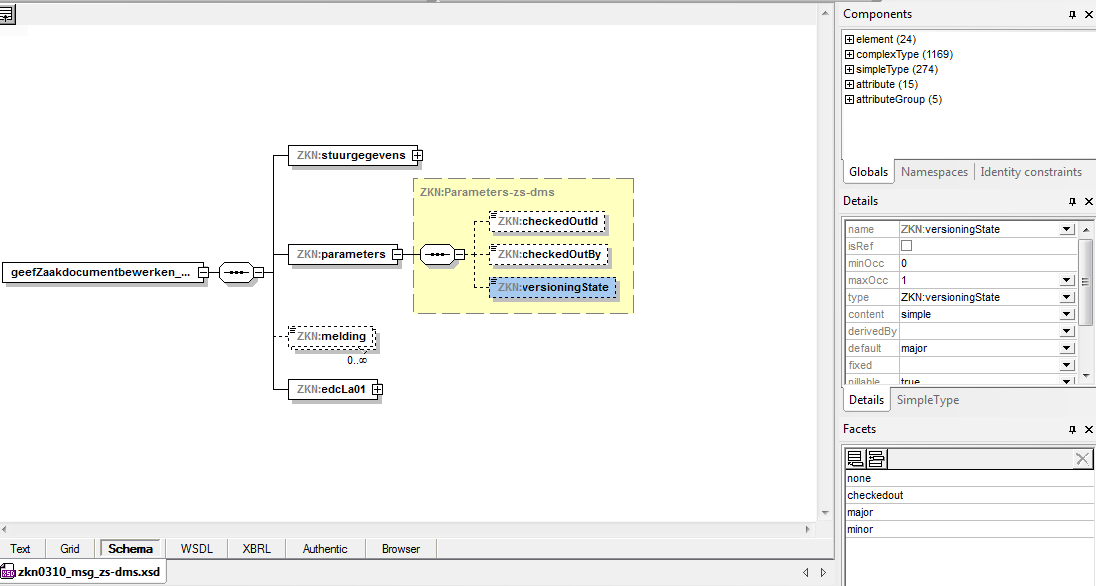 ZKN:stuurgegevens
ZKN:Parameters-zs-dms
ZKN:checkedOutId
ZKN:parameters
ZKN:checkedOutBy
geefZaakdocumentbewerken_...
ZKN:versioningState
ZKN:melding
0..∞
ZKN:edcLa01
Text Grid Schema WSDL XBRL Authentic Browser
zkn0310_msg_zs-dms.xsd
Components
element (24)
complexType (1169)
simpleType (274)
attribute (15)
attributeGroup (5)
Globals Namespaces Identity constraints
Details
name ZKN:versioningState
isRef
minOcc 0
maxOcc 1
type ZKN:versioningState
content simple
derivedBy
default major
fixed
nillable true
Details SimpleType
Facets
none
checkedout
major
minor